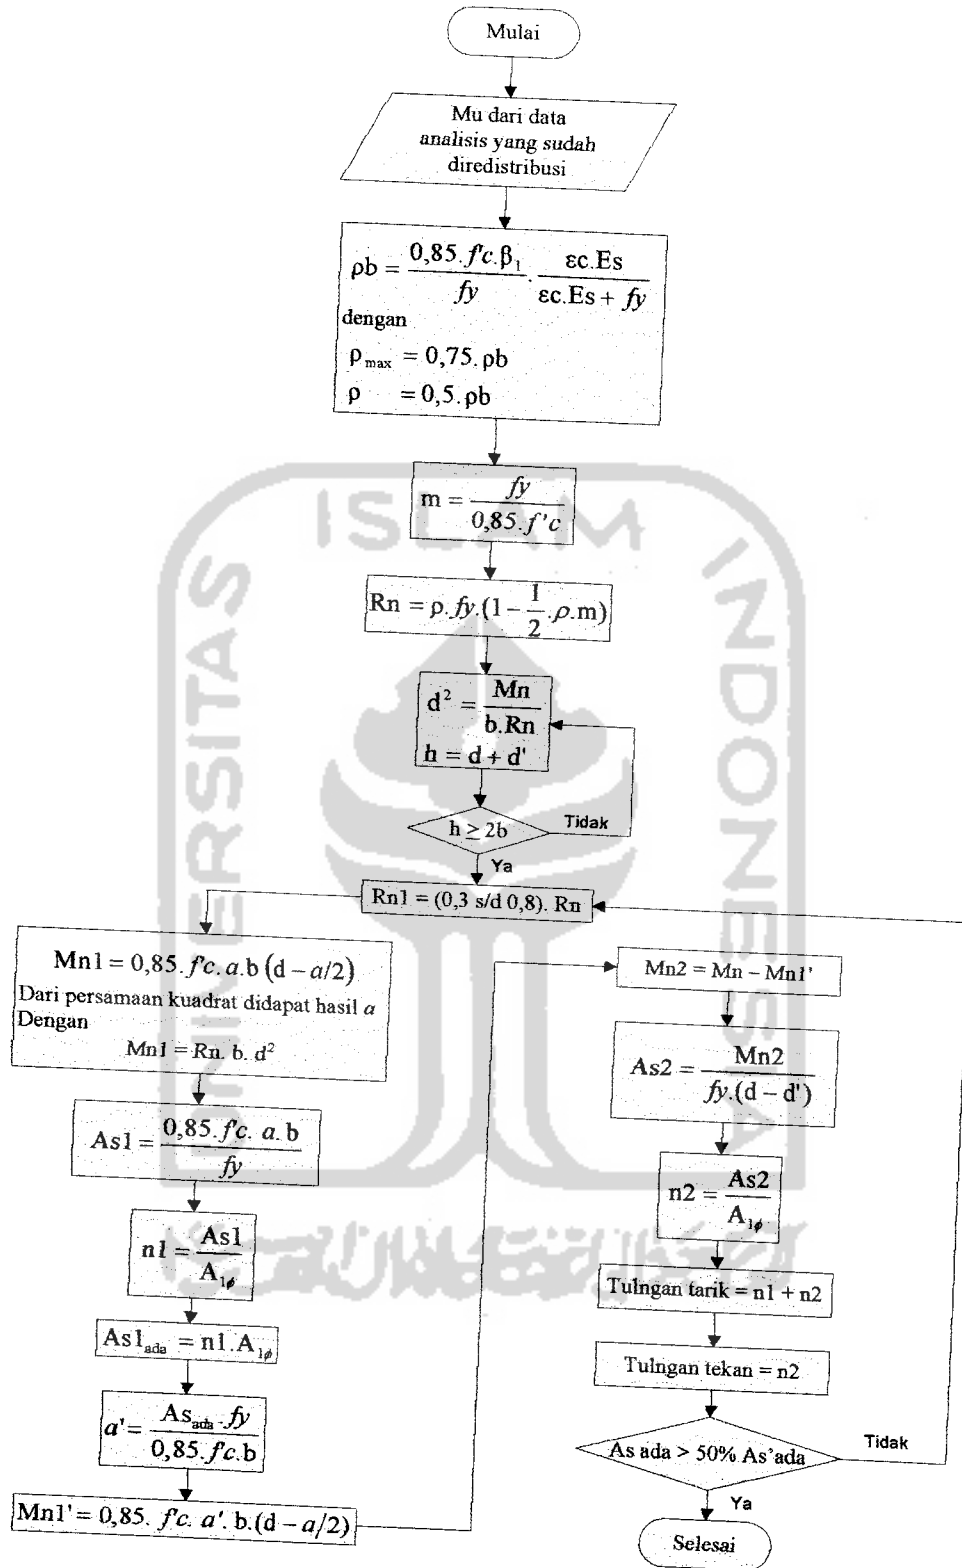 Mulai
Mu dari data
analisis yang sudah
diredistribusi
ρb = 0,85.f'c.β₁ / fy . εc.Es / εc.Es + fy
dengan
ρmax = 0,75.ρb
ρ = 0,5.ρb
m = fy / 0,85.f'c
Rn = ρ.fy.(1 − 1/2.ρ.m)
d² = Mn / b.Rn
h = d + d'
h ≥ 2b
Tidak
Ya
Rn1 = (0,3 s/d 0,8). Rn
Mn1 = 0,85. f'c. a.b (d − a/2)
Dari persamaan kuadrat didapat hasil a
Dengan
Mn1 = Rn. b. d²
As1 = 0,85. f'c. a. b / fy
n1 = As1 / A₁ϕ
As1ada = n1.A₁ϕ
a' = Asada.fy / 0,85. f'c.b
Mn1' = 0,85. f'c. a'. b.(d − a/2)
Mn2 = Mn − Mn1'
As2 = Mn2 / fy.(d − d')
n2 = As2 / A₁ϕ
Tulngan tarik = n1 + n2
Tulngan tekan = n2
As ada > 50% As'ada
Tidak
Ya
Selesai
UNIVERSITAS
ISLAM
INDONESIA